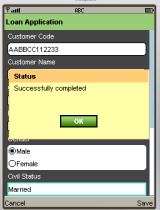 ABC
Loan Application
Customer Code
AABBCC112233
Customer Name
Status
Successfully completed
OK
Male
Female
Civil Status
Married
Cancel
Save